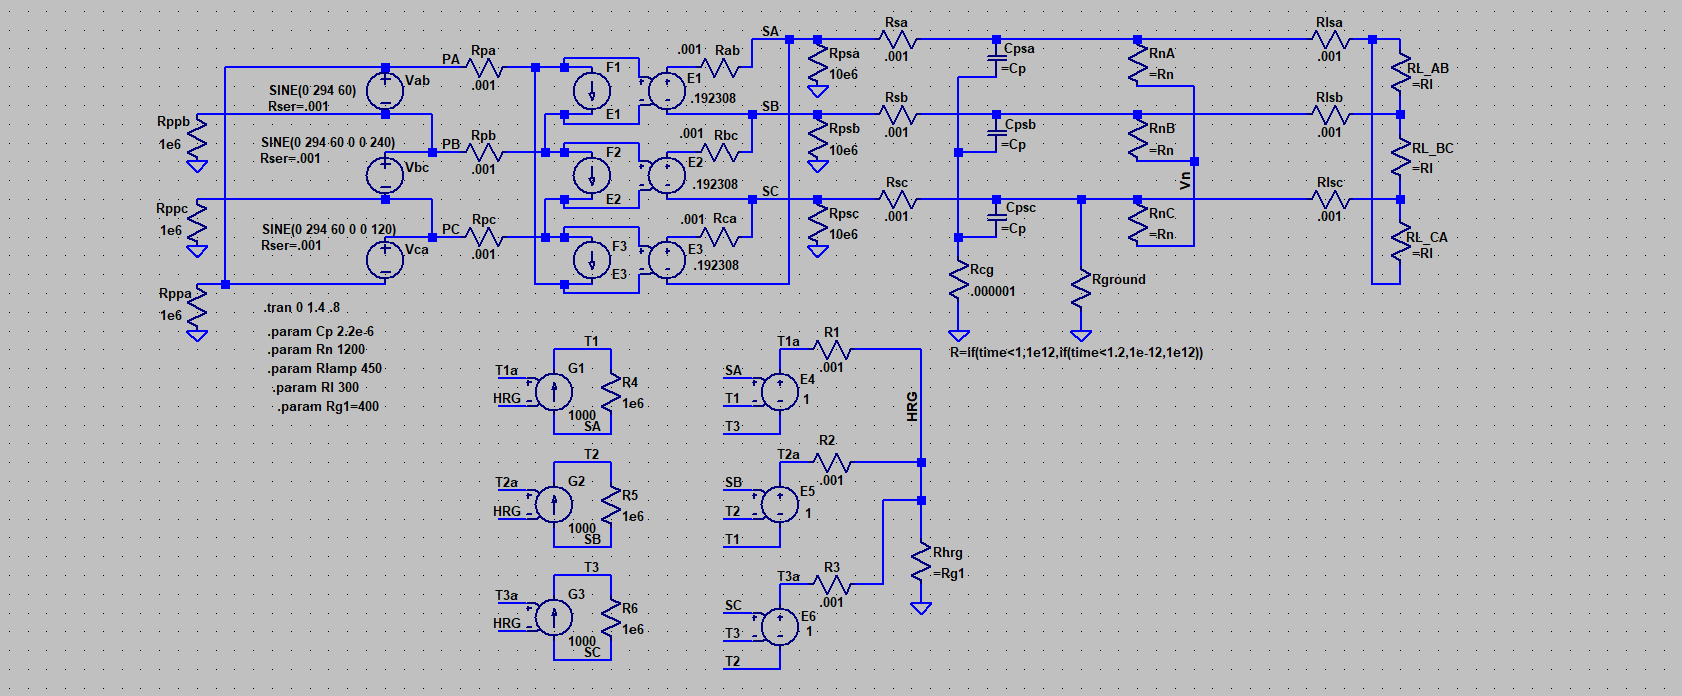 SA
Rsa
.001
Rlsa
.001
Cpsa
=Cp
RnA
=Rn
RL_AB
=Rl
Rpsa
10e6
.001
Rab
PA
Rpa
.001
F1
E1
E1
.192308
Vab
SINE(0 294 60)
Rser=.001
Rppb
1e6
SB
Rsb
.001
Rlsb
.001
Cpsb
=Cp
RnB
=Rn
RL_BC
=Rl
Rpsb
10e6
.001
Rbc
PB
Rpb
.001
F2
E2
E2
.192308
Vbc
SINE(0 294 60 0 0 240)
Rser=.001
Rppc
1e6
Vn
SC
Rsc
.001
Rlsc
.001
Cpsc
=Cp
RnC
=Rn
RL_CA
=Rl
Rpsc
10e6
.001
Rca
PC
Rpc
.001
F3
E3
E3
.192308
Vca
SINE(0 294 60 0 0 120)
Rser=.001
Rppa
1e6
Rcg
.000001
Rground
R=if(time<1,1e12,if(time<1.2,1e-12,1e12))
.tran 0 1.4 .8
.param Cp 2.2e-6
.param Rn 1200
.param Rlamp 450
.param Rl 300
.param Rg1=400
T1
T1a
HRG
G1
1000
SA
R4
1e6
T1a
R1
.001
SA
T1
T3
E4
1
HRG
T2
T2a
HRG
G2
1000
SB
R5
1e6
T2a
R2
.001
SB
T2
T1
E5
1
T3
T3a
HRG
G3
1000
SC
R6
1e6
T3a
R3
.001
SC
T3
T2
E6
1
Rhrg
=Rg1